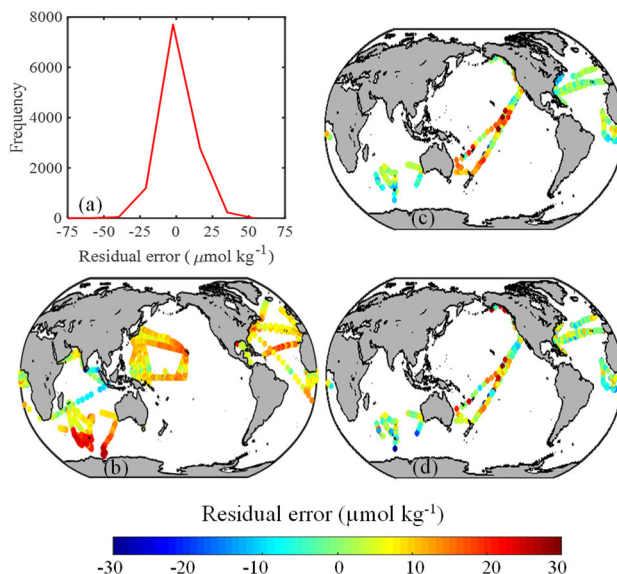 8000
6000
4000
2000
0
Frequency
(a)
-75 -50 -25 0 25 50 75
Residual error ( μmol kg⁻¹)
(c)
(b)
(d)
Residual error (μmol kg⁻¹)
-30 -20 -10 0 10 20 30